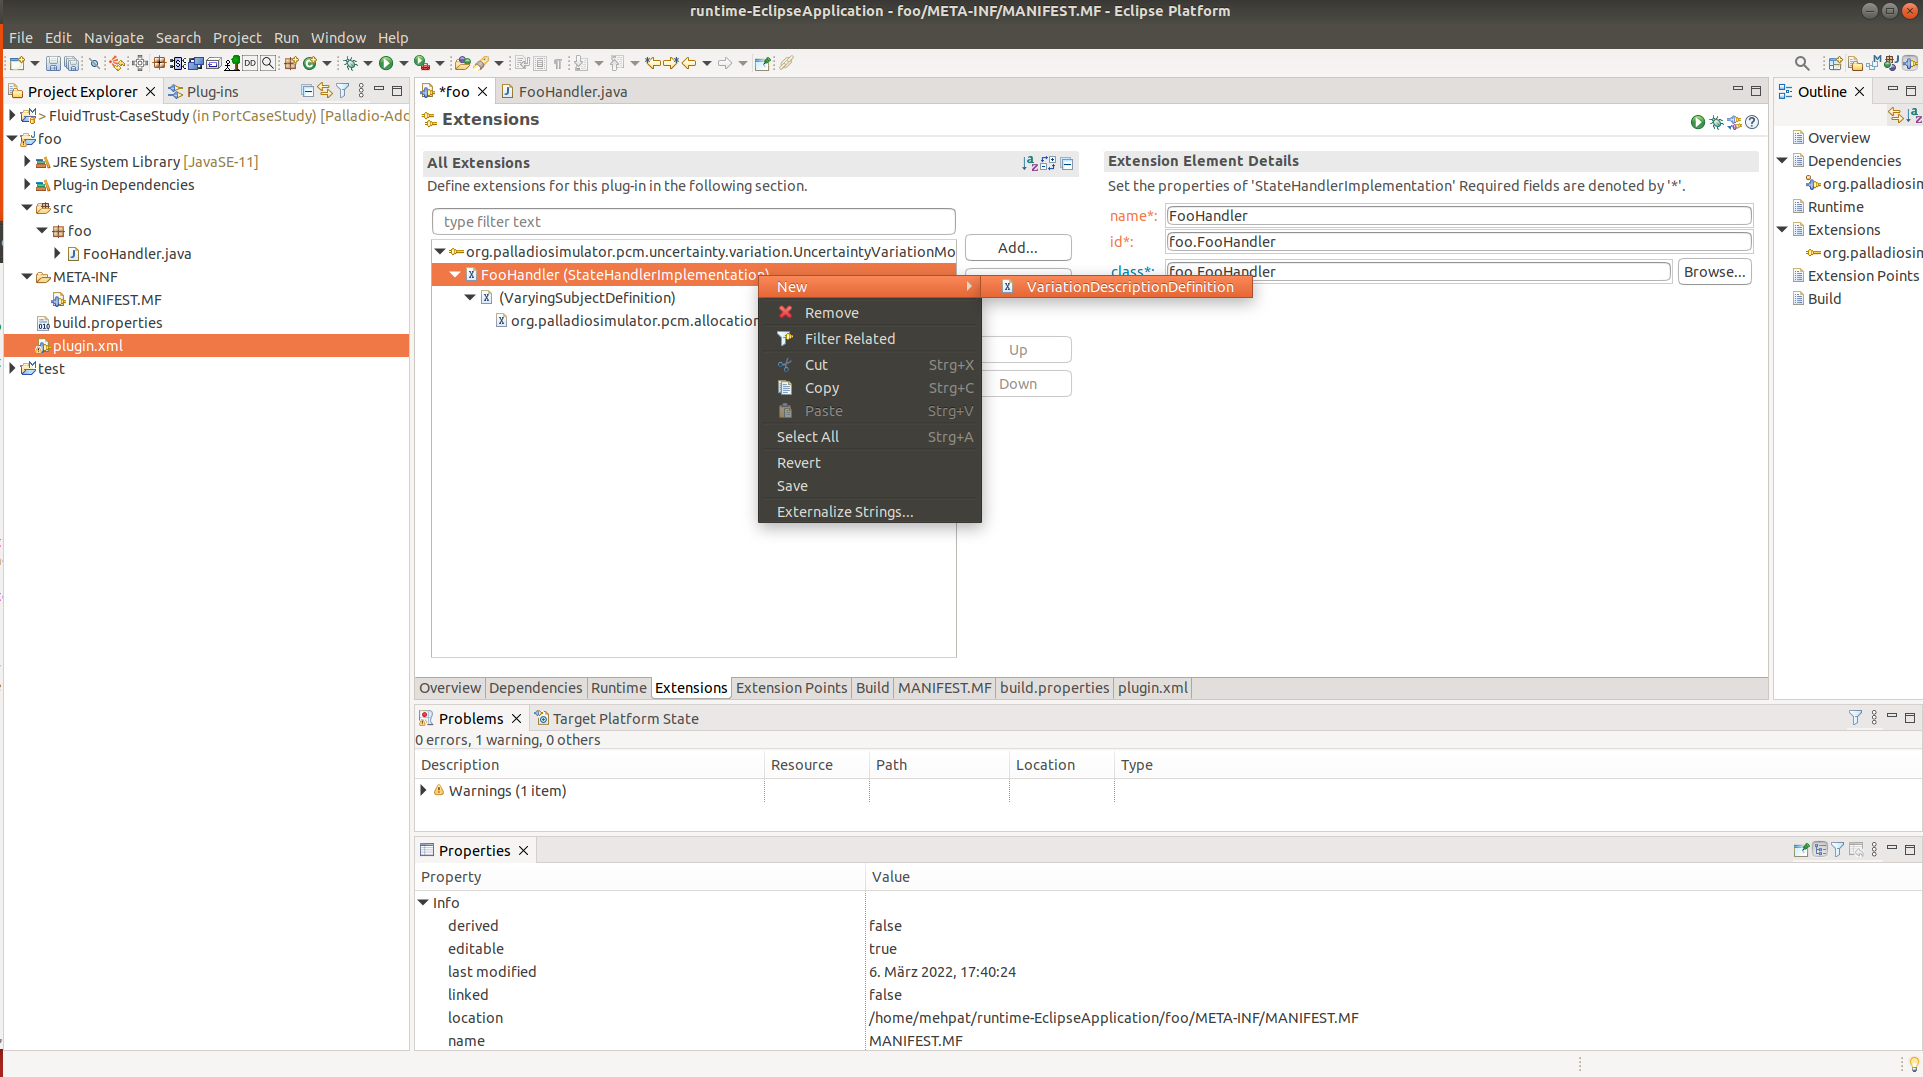 runtime-EclipseApplication - foo/META-INF/MANIFEST.MF - Eclipse Platform
File Edit Navigate Search Project Run Window Help
Project Explorer Plug-ins
> FluidTrust-CaseStudy (in PortCaseStudy) [Palladio-Adc
foo
JRE System Library [JavaSE-11]
Plug-in Dependencies
src
foo
FooHandler.java
META-INF
MANIFEST.MF
build.properties
plugin.xml
test
*foo FooHandler.java
Extensions
All Extensions
Define extensions for this plug-in in the following section.
type filter text
org.palladiosimulator.pcm.uncertainty.variation.UncertaintyVariationMo
FooHandler (StateHandlerImplementation)
(VaryingSubjectDefinition)
org.palladiosimulator.pcm.allocation
Add...
Up
Down
New
VariationDescriptionDefinition
Remove
Filter Related
Cut Strg+X
Copy Strg+C
Paste Strg+V
Select All Strg+A
Revert
Save
Externalize Strings...
Extension Element Details
Set the properties of 'StateHandlerImplementation' Required fields are denoted by '*'.
name*: FooHandler
id*: foo.FooHandler
class*: foo.FooHandler Browse...
Overview Dependencies Runtime Extensions Extension Points Build MANIFEST.MF build.properties plugin.xml
Outline
Overview
Dependencies
org.palladiosim
Runtime
Extensions
org.palladiosi
Extension Points
Build
Problems Target Platform State
0 errors, 1 warning, 0 others
Description Resource Path Location Type
Warnings (1 item)
Properties
Property Value
Info
derived false
editable true
last modified 6. März 2022, 17:40:24
linked false
location /home/mehpat/runtime-EclipseApplication/foo/META-INF/MANIFEST.MF
name MANIFEST.MF